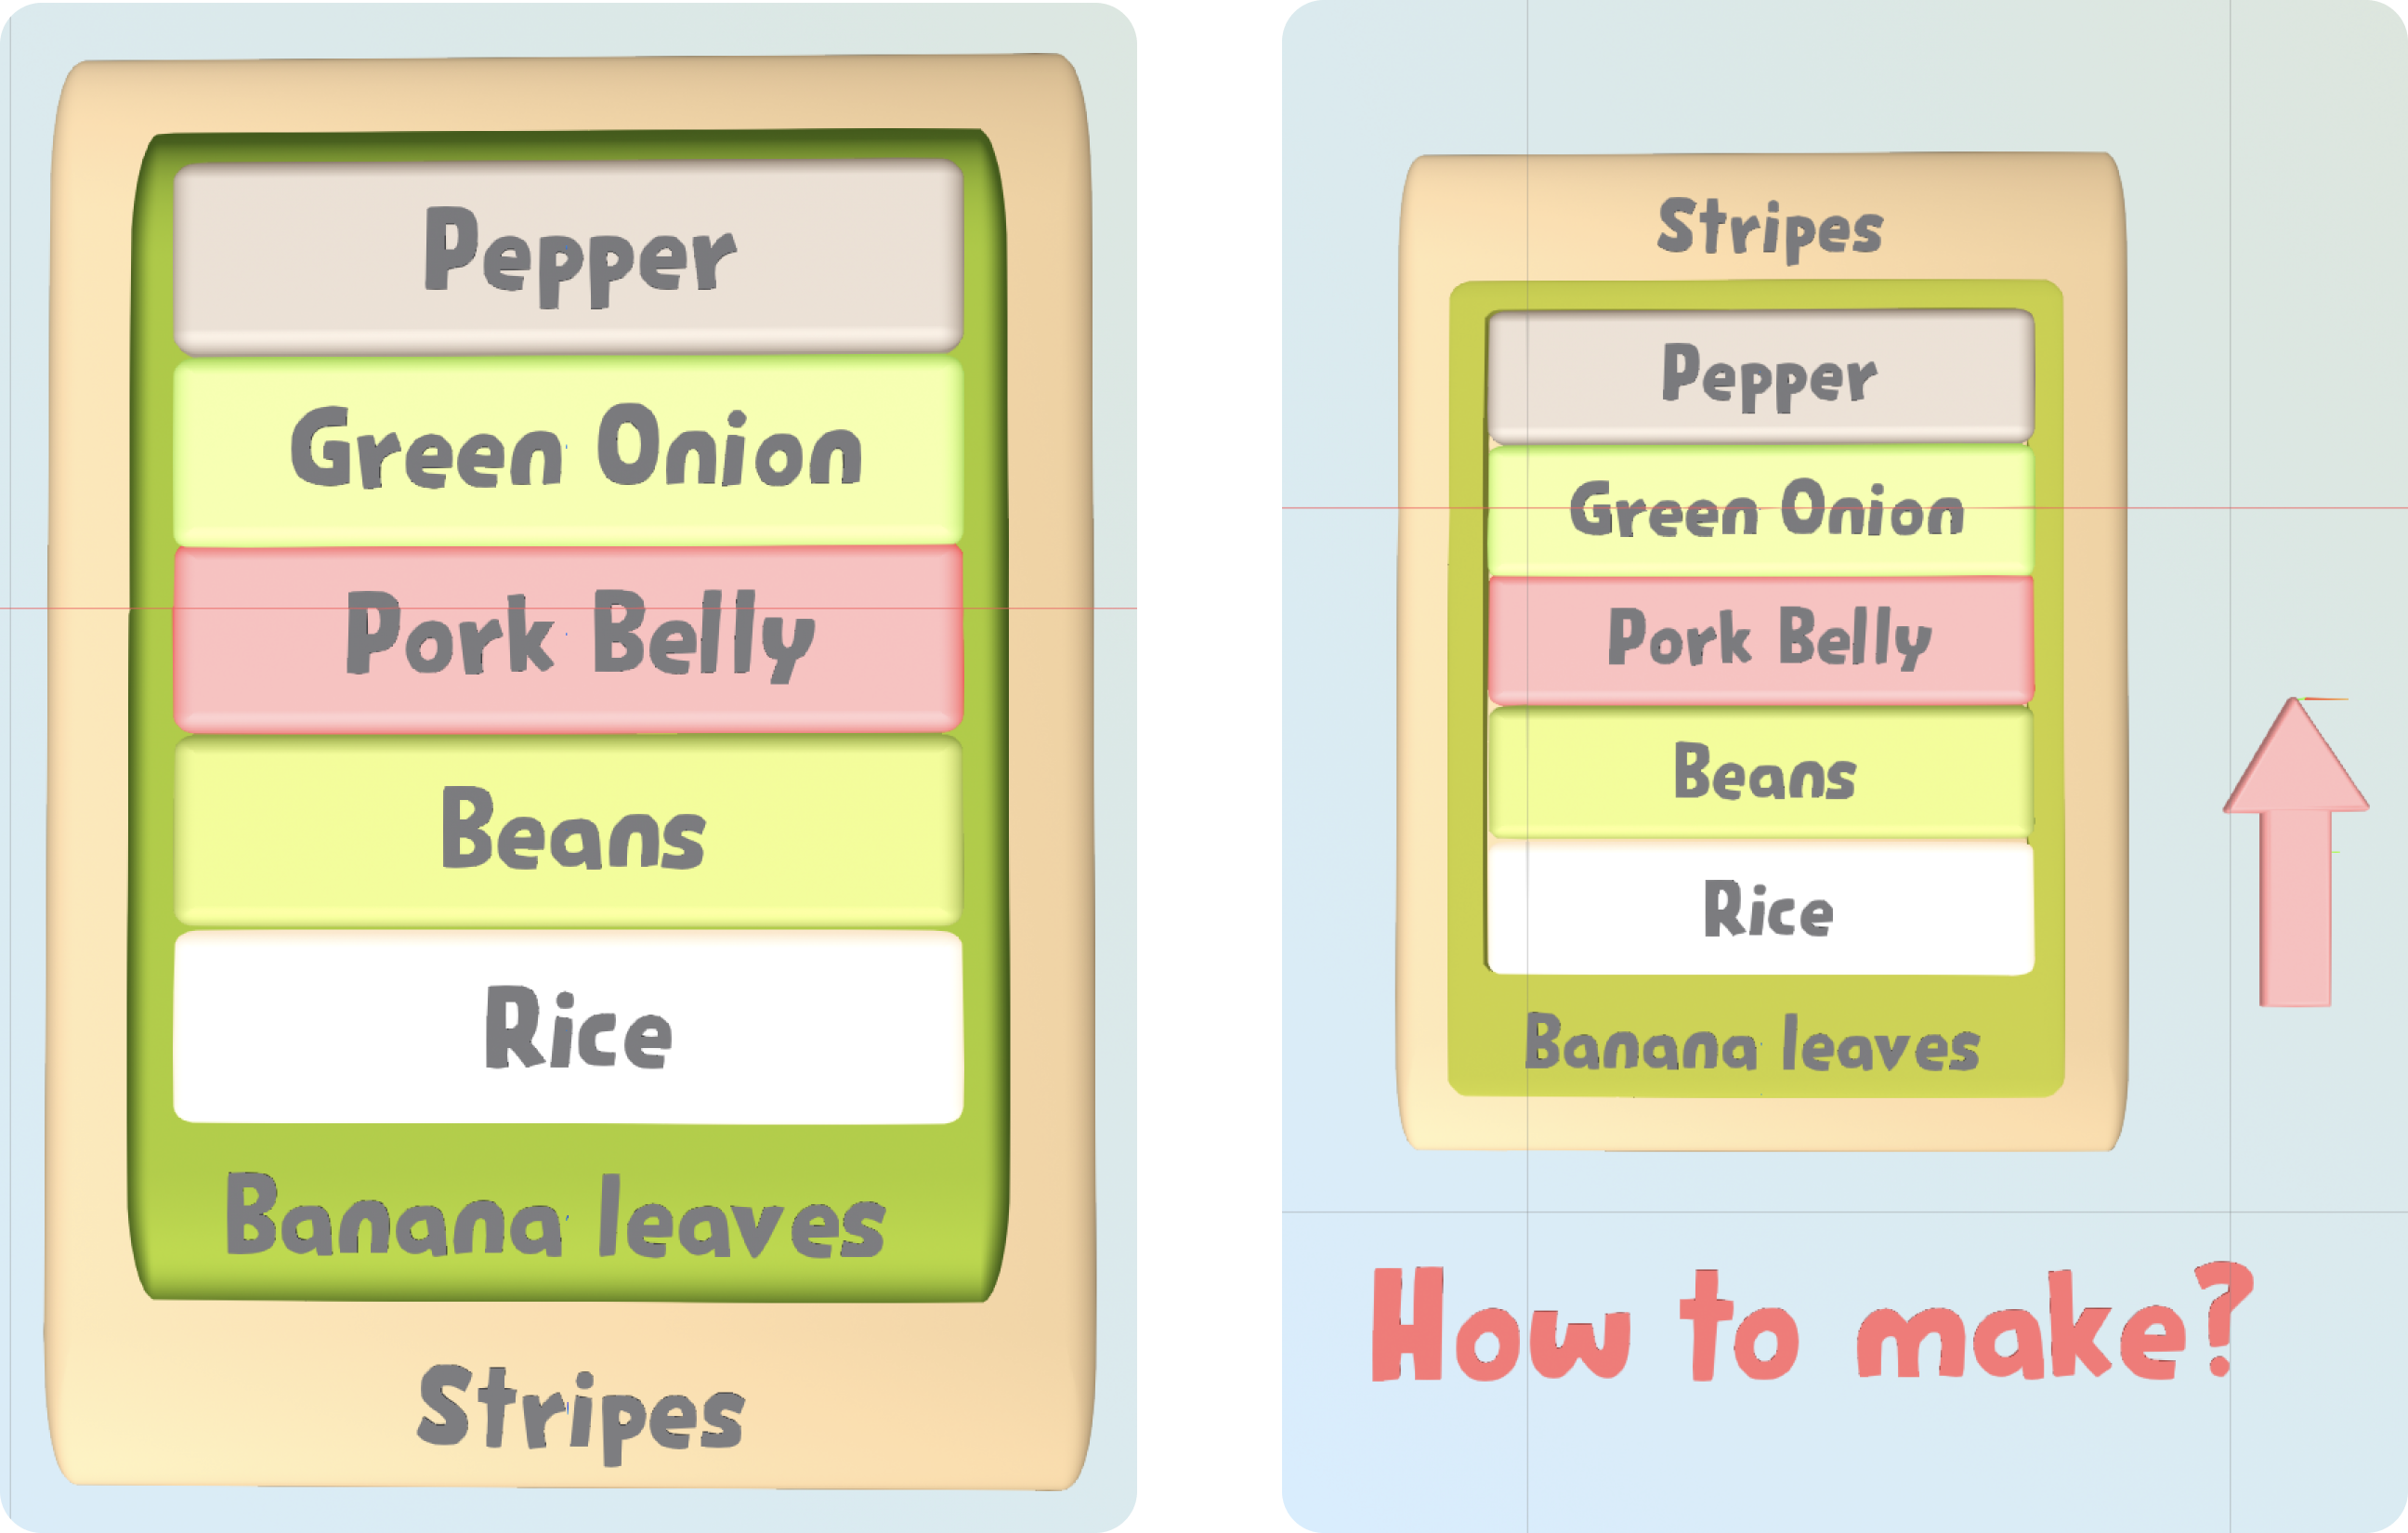 Pepper
Green Onion
Pork Belly
Beans
Rice
Banana leaves
Stripes
Stripes
Pepper
Green Onion
Pork Belly
Beans
Rice
Banana leaves
How to make?